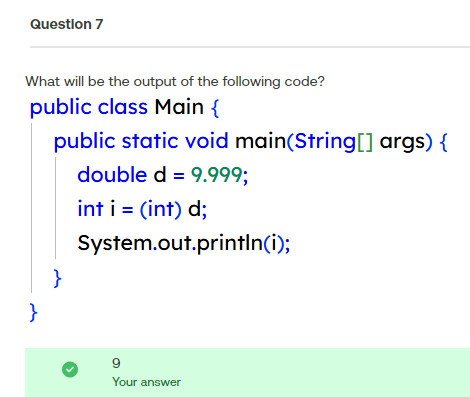 Question 7
What will be the output of the following code?
public class Main {
public static void main(String[] args) {
double d = 9.999;
int i = (int) d;
System.out.println(i);
}
}
9
Your answer